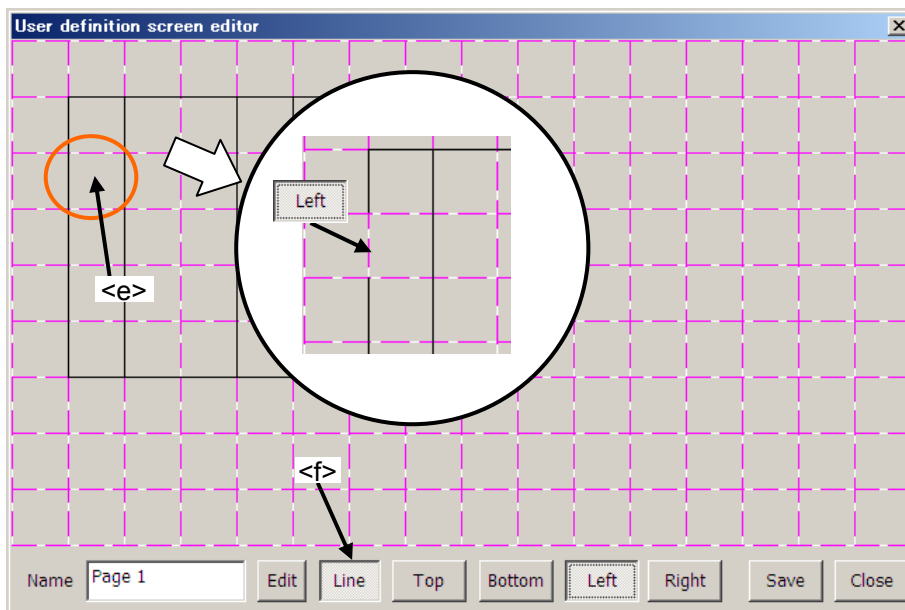 User definition screen editor
Left
<e>
<f>
Name Page 1 Edit Line Top Bottom Left Right Save Close